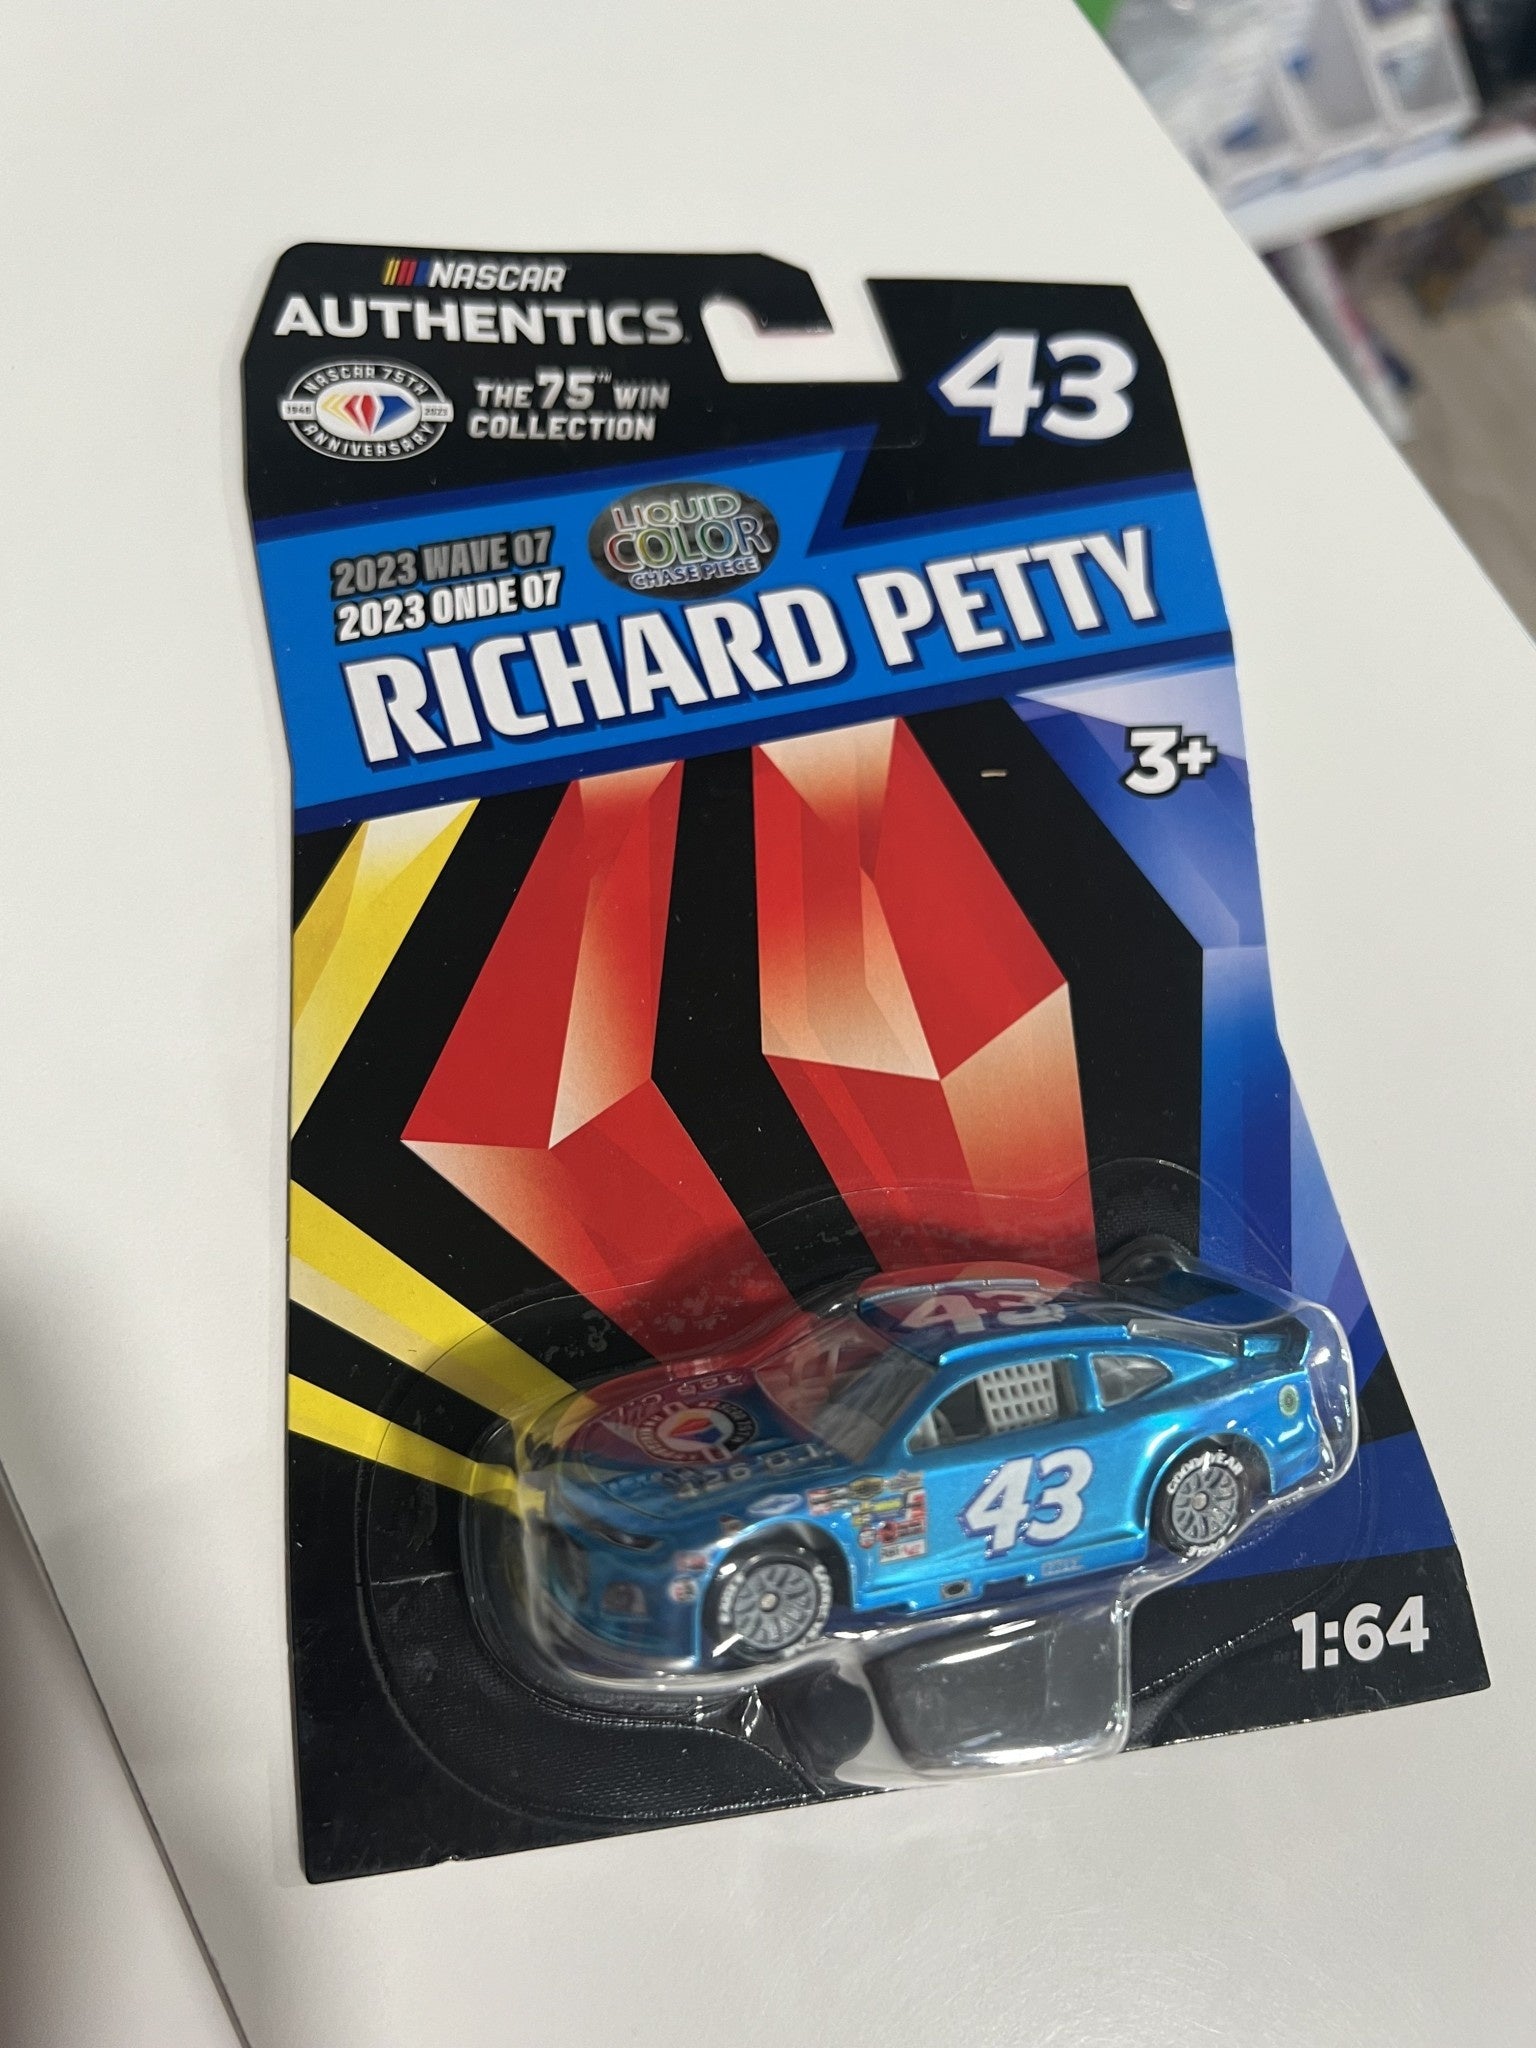 NASCAR
AUTHENTICS
NASCAR 75TH
1948 2023
ANNIVERSARY
THE 75TH WIN
COLLECTION
43
2023 WAVE 07
2023 ONDE 07
LIQUID
COLOR
CHASE PIECE
RICHARD PETTY
3+
43
43
GOODYEAR
EAGLE
1:64